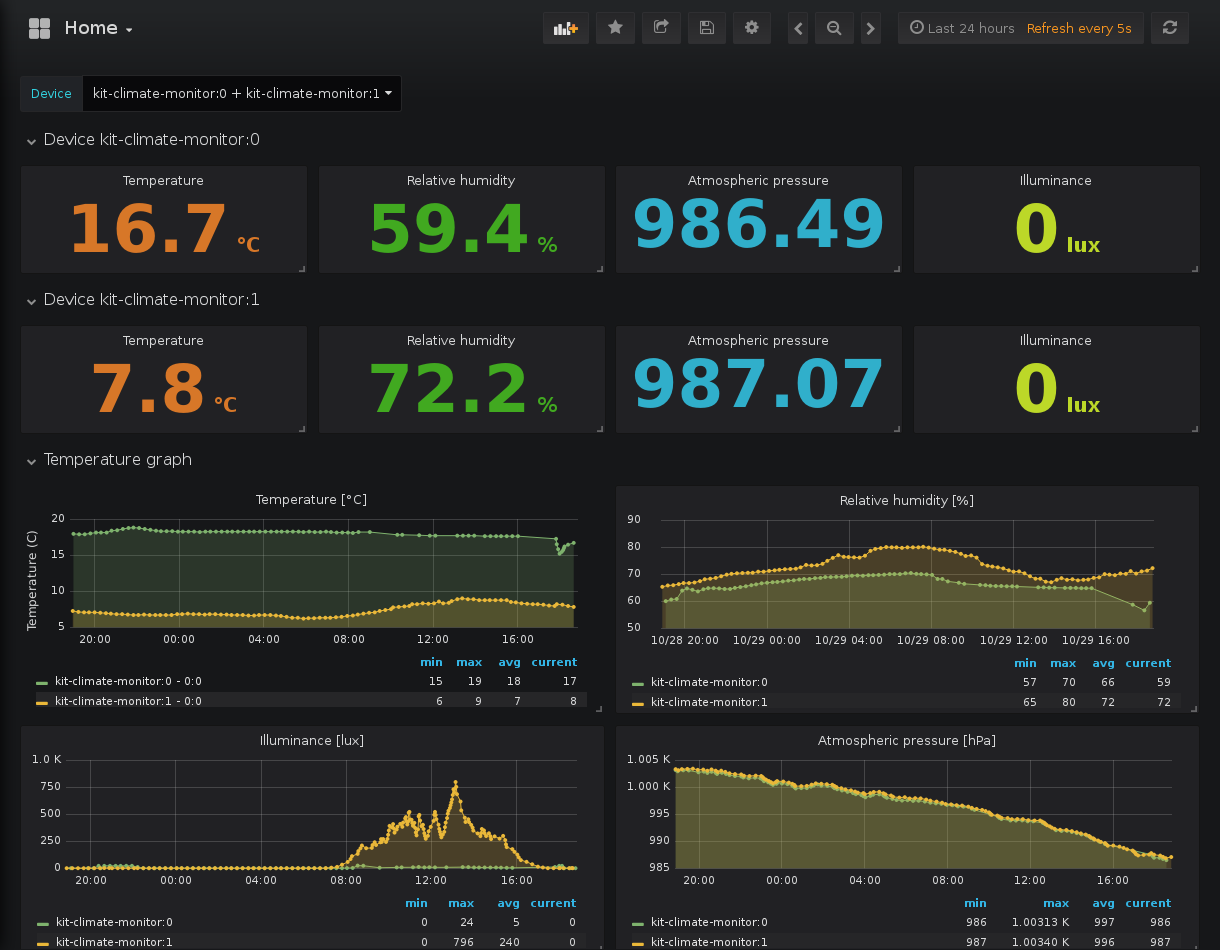 Home
Last 24 hours Refresh every 5s
Device kit-climate-monitor:0 + kit-climate-monitor:1
Device kit-climate-monitor:0
Temperature Relative humidity Atmospheric pressure Illuminance
16.7 °C 59.4 % 986.49 0 lux
Device kit-climate-monitor:1
Temperature Relative humidity Atmospheric pressure Illuminance
7.8 °C 72.2 % 987.07 0 lux
Temperature graph
Temperature [°C]
Temperature (C)
20
15
10
5
20:00 00:00 04:00 08:00 12:00 16:00
min max avg current
kit-climate-monitor:0 - 0:0 15 19 18 17
kit-climate-monitor:1 - 0:0 6 9 7 8
Relative humidity [%]
90
80
70
60
50
10/28 20:00 10/29 00:00 10/29 04:00 10/29 08:00 10/29 12:00 10/29 16:00
min max avg current
kit-climate-monitor:0 57 70 66 59
kit-climate-monitor:1 65 80 72 72
Illuminance [lux]
1.0 K
750
500
250
0
20:00 00:00 04:00 08:00 12:00 16:00
min max avg current
kit-climate-monitor:0 0 24 5 0
kit-climate-monitor:1 0 796 240 0
Atmospheric pressure [hPa]
1.005 K
1.000 K
995
990
985
20:00 00:00 04:00 08:00 12:00 16:00
min max avg current
kit-climate-monitor:0 986 1.00313 K 997 986
kit-climate-monitor:1 987 1.00340 K 996 987